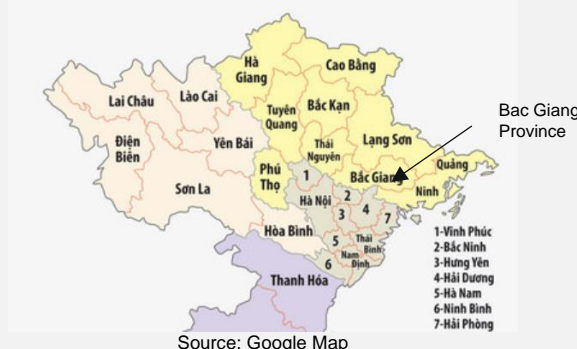 Hà
Giang
Cao Bằng
Lai Châu
Lào Cai
Tuyên
Quang
Bắc Kạn
Bac Giang
Province
Điện
Biên
Yên Bái
Thái
Nguyên
Lạng Sơn
Phú
Thọ
1
Bắc Giang
Quảng
Ninh
Sơn La
Hà Nội
2
3
4
7
Hòa Bình
5
Thái
Bình
Nam
Định
6
Thanh Hóa
1-Vĩnh Phúc
2-Bắc Ninh
3-Hưng Yên
4-Hải Dương
5-Hà Nam
6-Ninh Bình
7-Hải Phòng
Source: Google Map